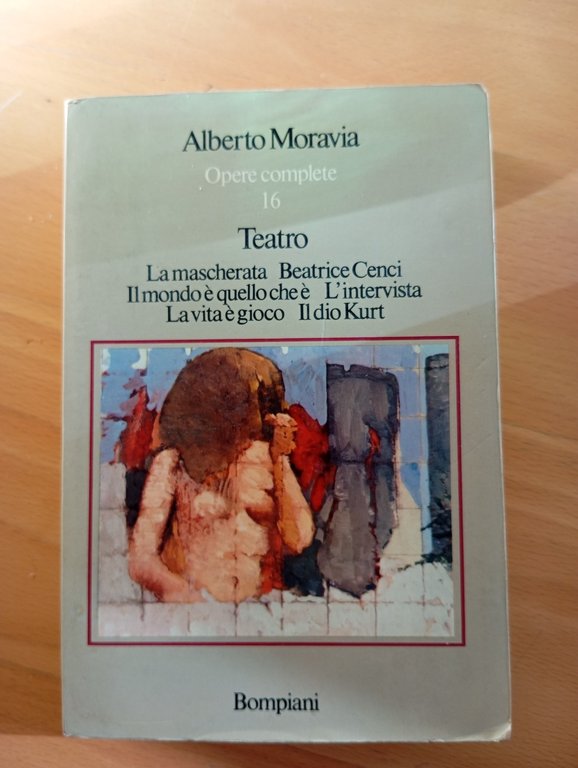 Alberto Moravia
Opere complete
16
Teatro
La mascherata Beatrice Cenci
Il mondo è quello che è L'intervista
La vita è gioco Il dio Kurt
Bompiani